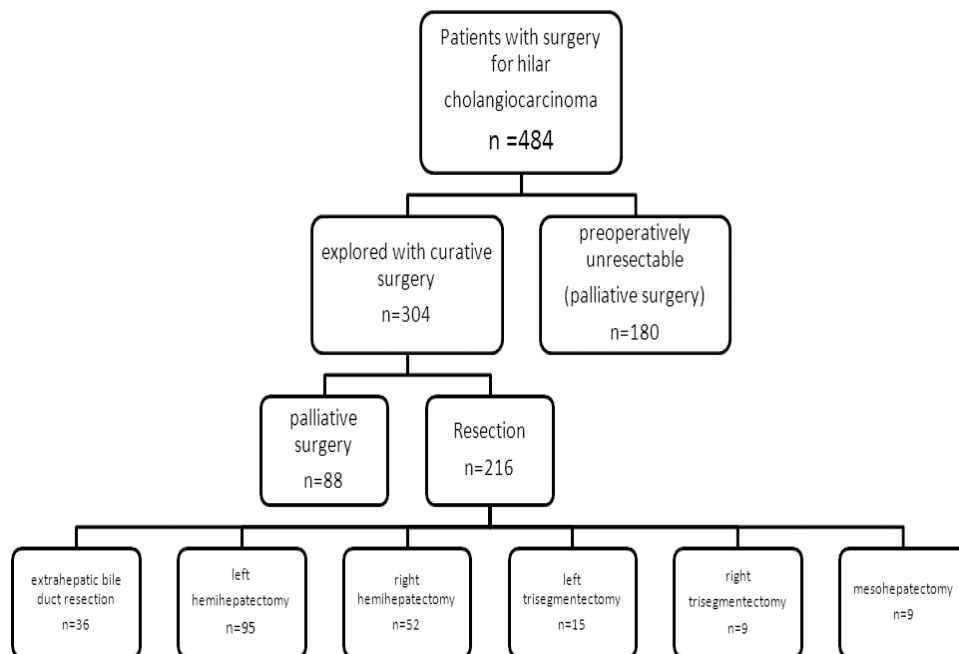 Patients with surgery
for hilar
cholangiocarcinoma
n =484
explored with curative
surgery
n=304
preoperatively
unresectable
(palliative surgery)
n=180
palliative
surgery
n=88
Resection
n=216
extrahepatic bile
duct resection
n=36
left
hemihepatectomy
n=95
right
hemihepatectomy
n=52
left
trisegmentectomy
n=15
right
trisegmentectomy
n=9
mesohepatectomy
n=9